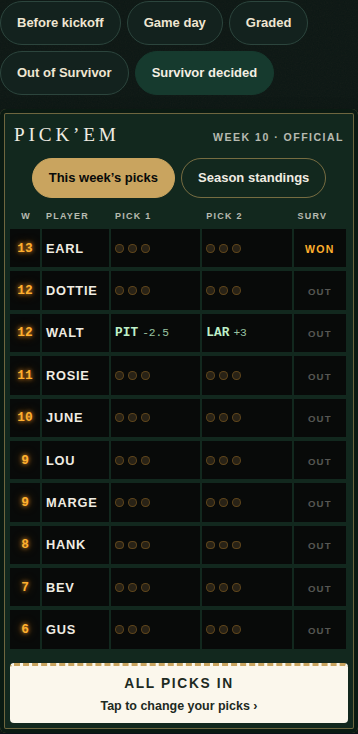 Before kickoff Game day Graded
Out of Survivor Survivor decided
PICK'EM WEEK 10 · OFFICIAL
This week's picks Season standings
W PLAYER PICK 1 PICK 2 SURV
13 EARL WON
12 DOTTIE OUT
12 WALT PIT -2.5 LAR +3 OUT
11 ROSIE OUT
10 JUNE OUT
9 LOU OUT
9 MARGE OUT
8 HANK OUT
7 BEV OUT
6 GUS OUT
ALL PICKS IN
Tap to change your picks ›